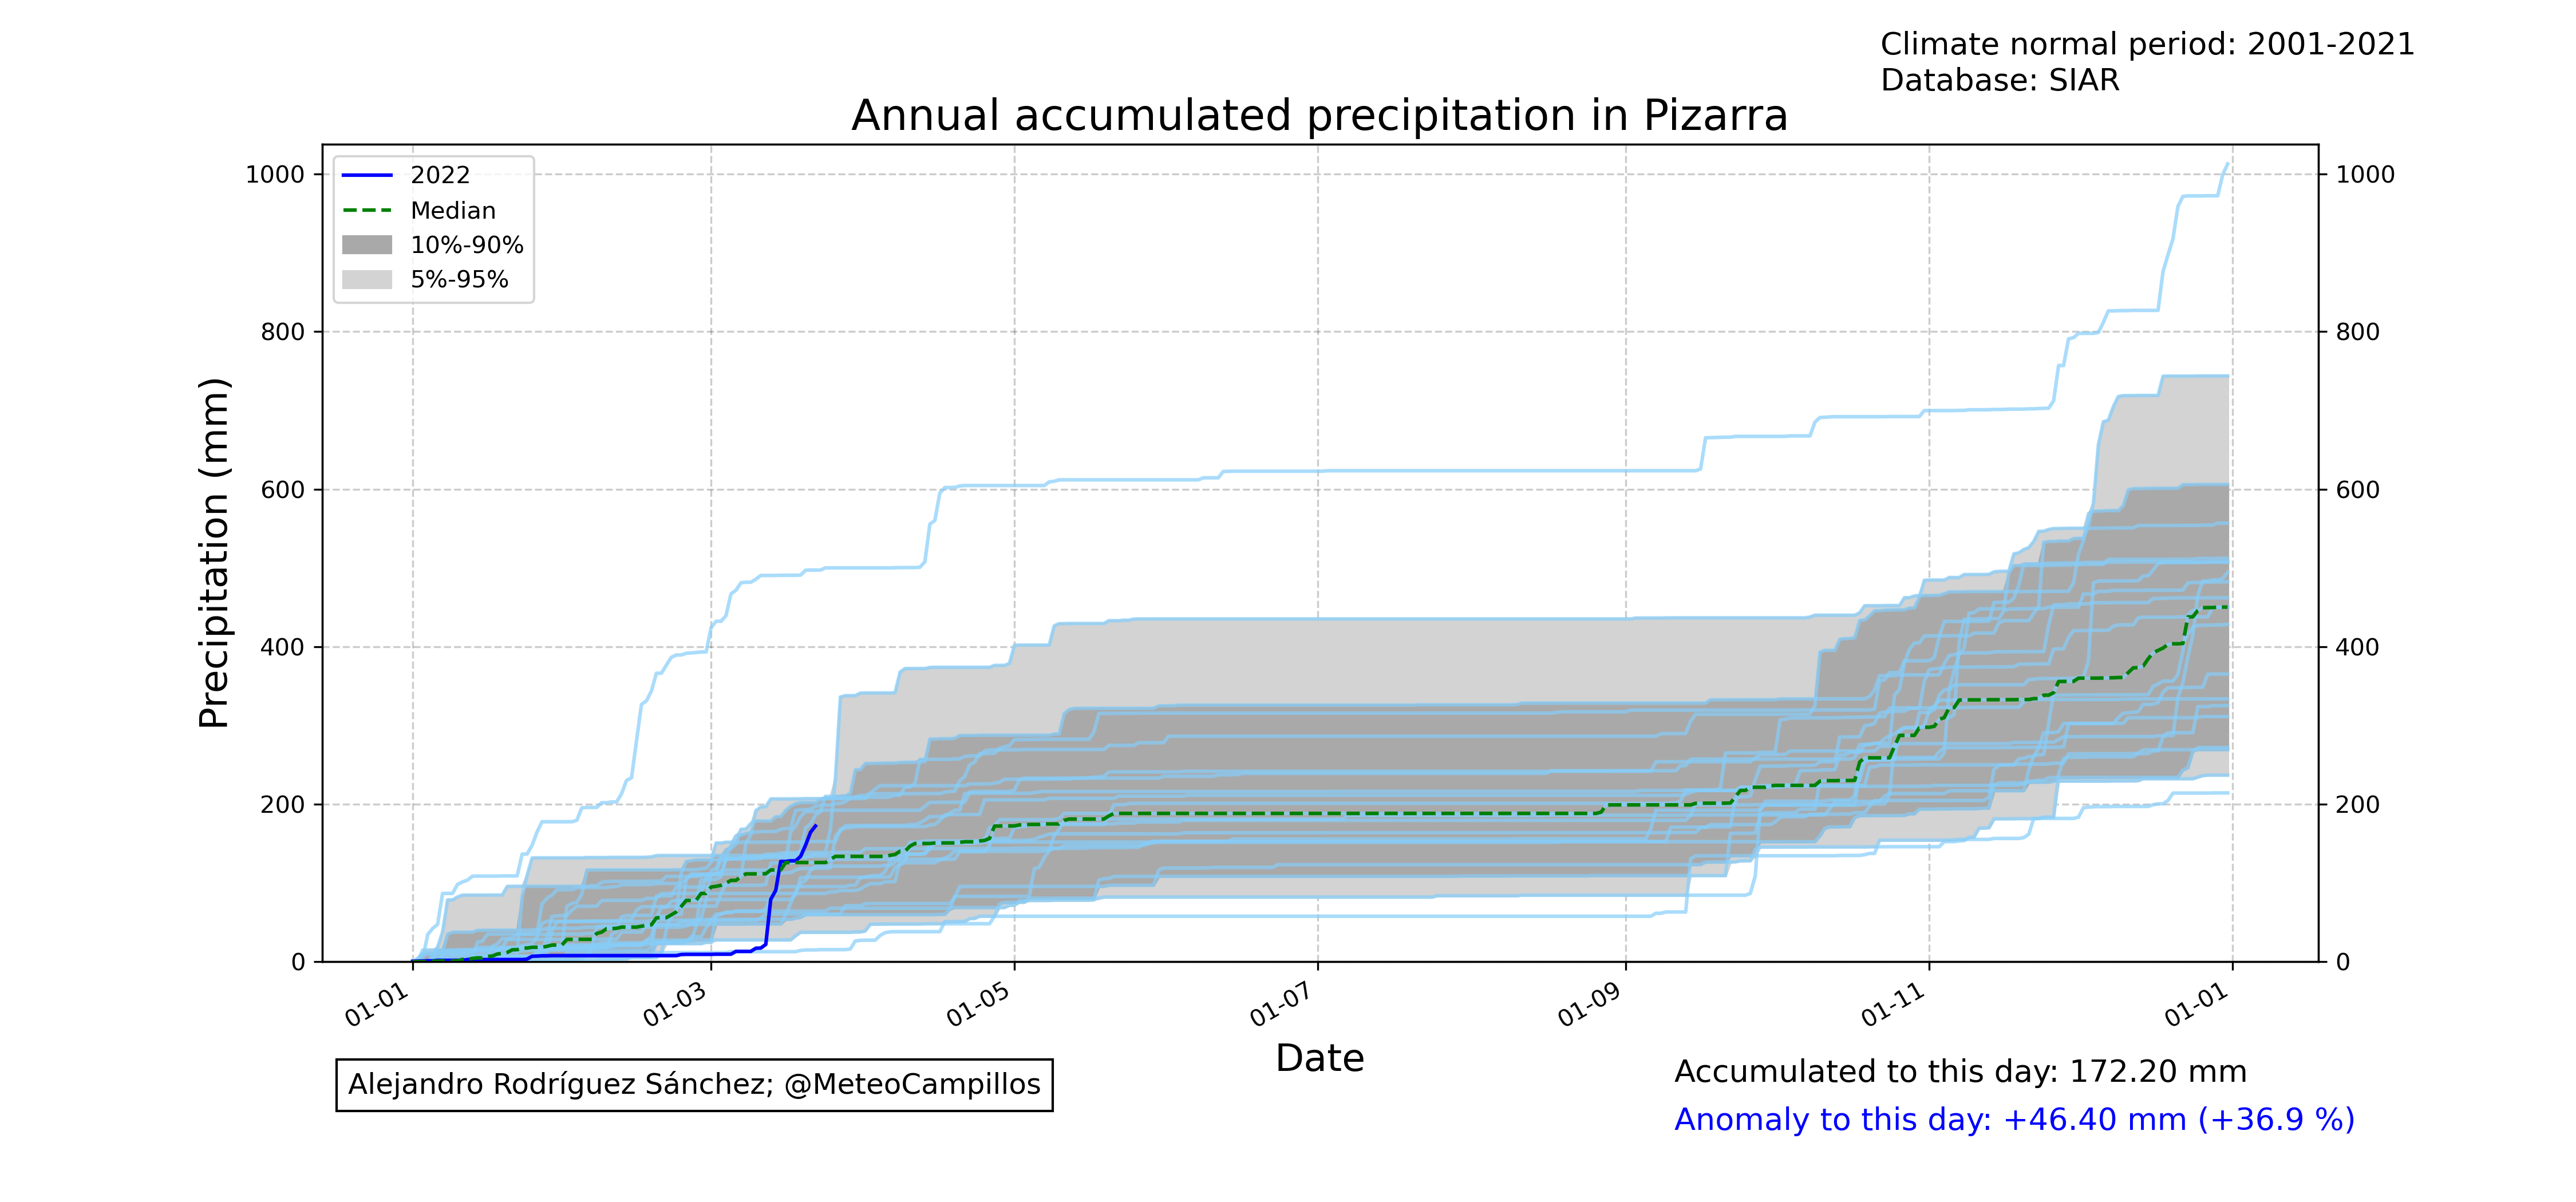 Climate normal period: 2001-2021
Database: SIAR
Annual accumulated precipitation in Pizarra
2022
Median
10%-90%
5%-95%
Precipitation (mm)
1000
800
600
400
200
0
1000
800
600
400
200
0
01-01
01-03
01-05
01-07
01-09
01-11
01-01
Date
Alejandro Rodríguez Sánchez; @MeteoCampillos
Accumulated to this day: 172.20 mm
Anomaly to this day: +46.40 mm (+36.9 %)